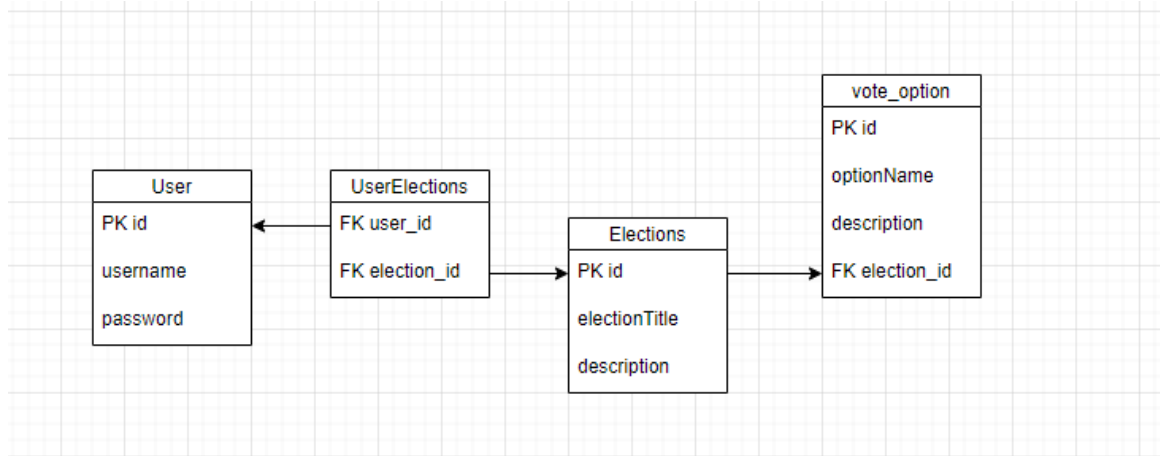 User
PK id
username
password
UserElections
FK user_id
FK election_id
Elections
PK id
electionTitle
description
vote_option
PK id
optionName
description
FK election_id